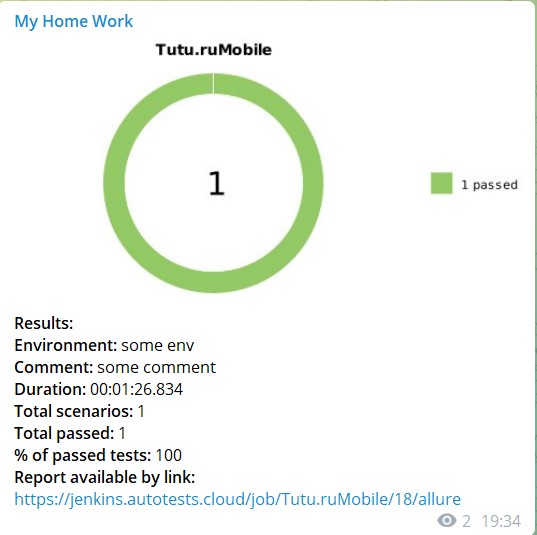 My Home Work
Tutu.ruMobile
1
1 passed
Results:
Environment: some env
Comment: some comment
Duration: 00:01:26.834
Total scenarios: 1
Total passed: 1
% of passed tests: 100
Report available by link:
https://jenkins.autotests.cloud/job/Tutu.ruMobile/18/allure
2 19:34